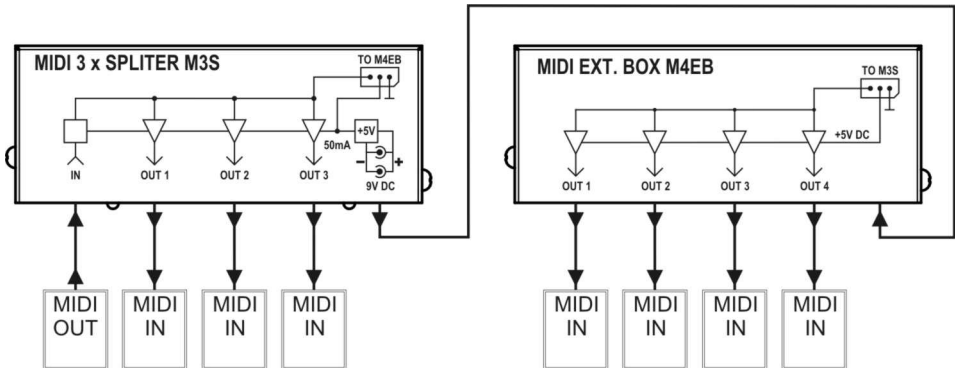 MIDI 3 x SPLITER M3S
TO M4EB
+5V
50mA
- +
IN
OUT 1
OUT 2
OUT 3
9V DC
MIDI EXT. BOX M4EB
TO M3S
+5V DC
OUT 1
OUT 2
OUT 3
OUT 4
MIDI
OUT
MIDI
IN
MIDI
IN
MIDI
IN
MIDI
IN
MIDI
IN
MIDI
IN
MIDI
IN